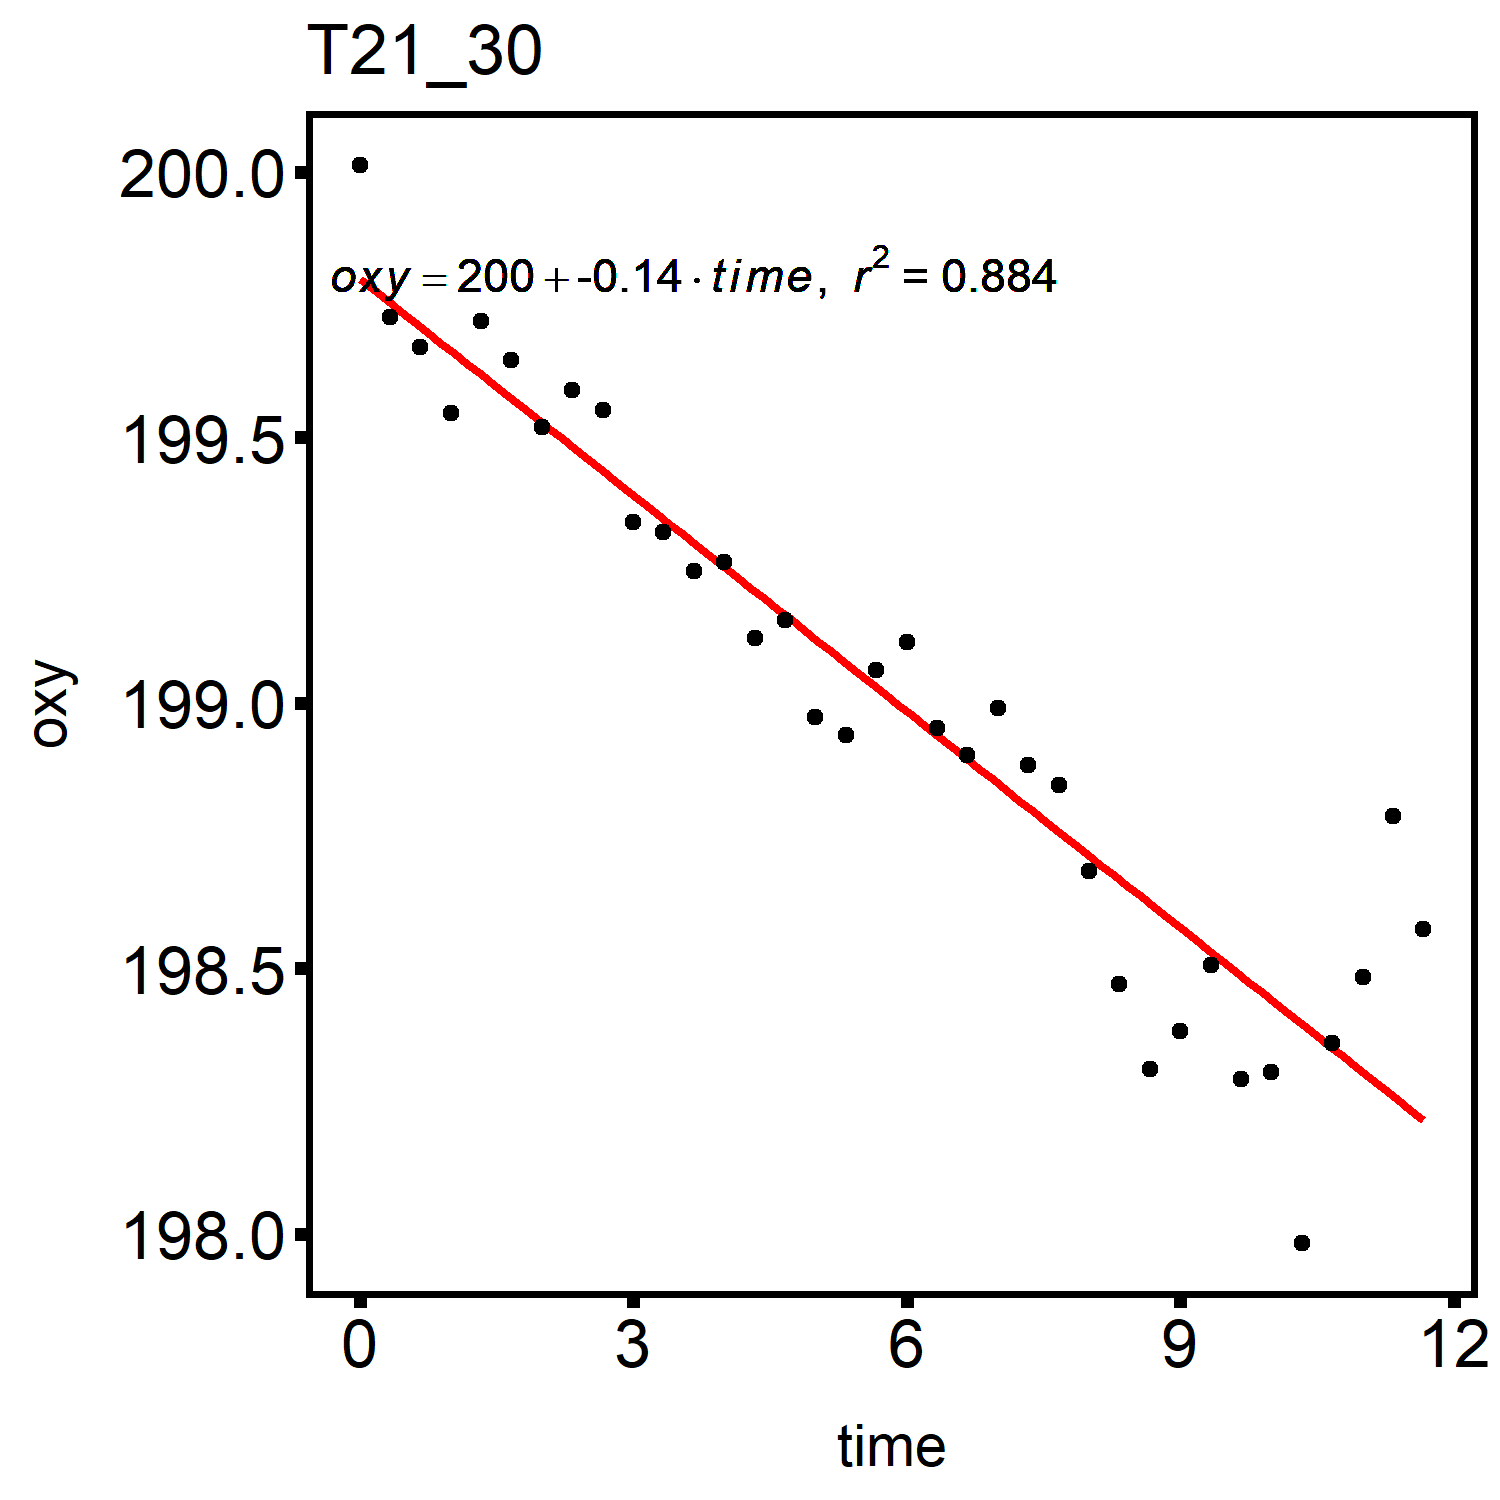 T21_30
oxy = 200 + -0.14 · time, r² = 0.884
200.0
199.5
199.0
198.5
198.0
oxy
0 3 6 9 12
time